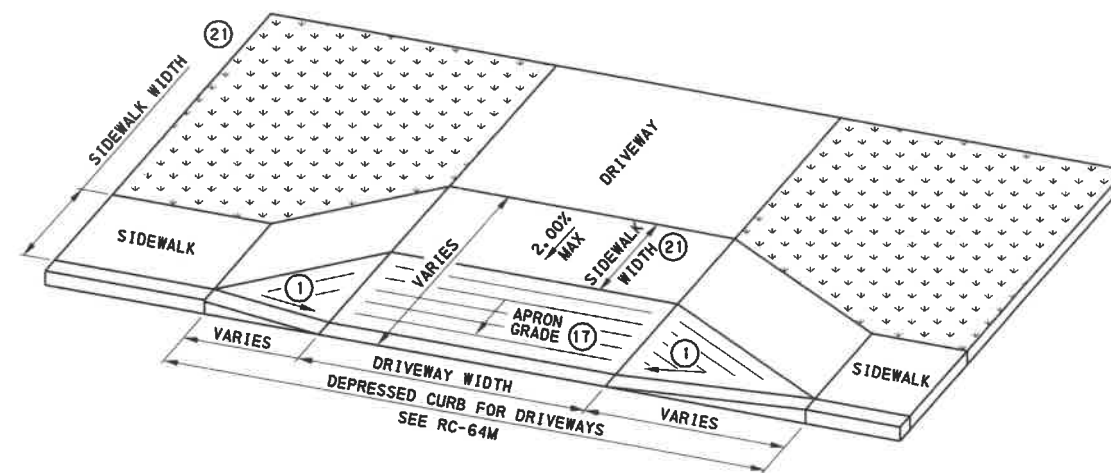 21
SIDEWALK WIDTH
DRIVEWAY
SIDEWALK
VARIES
2.00%
MAX
SIDEWALK
WIDTH 21
1
APRON
GRADE 17
1
VARIES
DRIVEWAY WIDTH
VARIES
SIDEWALK
DEPRESSED CURB FOR DRIVEWAYS
SEE RC-64M